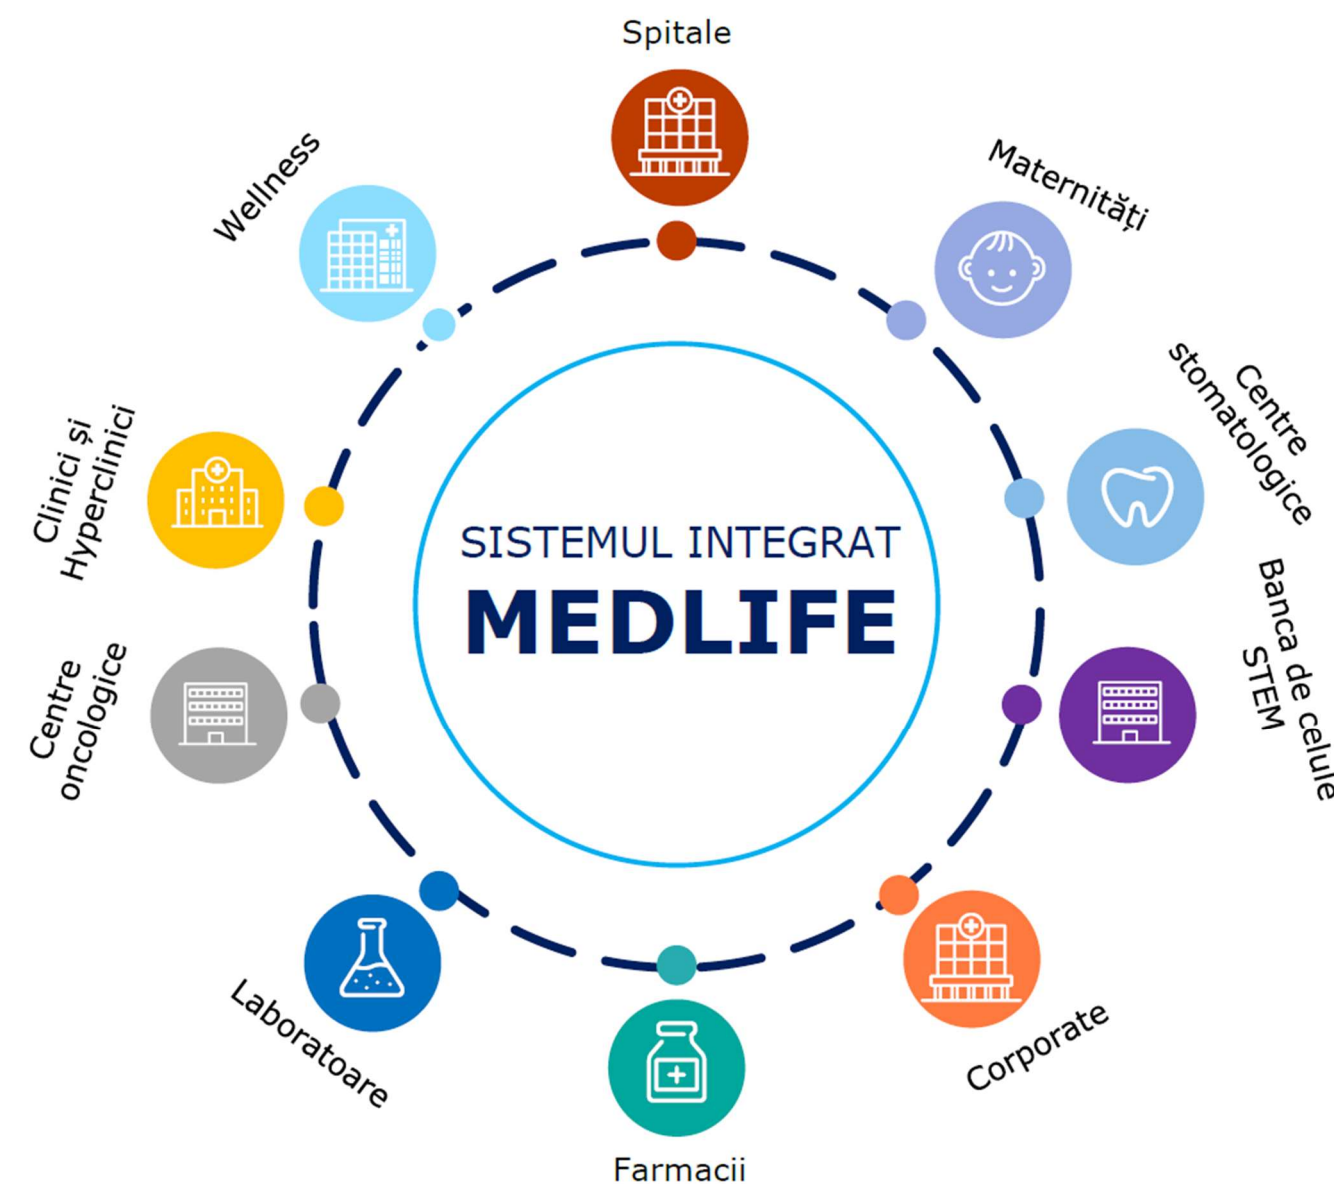 Spitale
Maternități
Centre
stomatologice
Banca de celule
STEM
Corporate
Farmacii
Laboratoare
Centre
oncologice
Clinici și
Hyperclinici
Wellness
SISTEMUL INTEGRAT
MEDLIFE